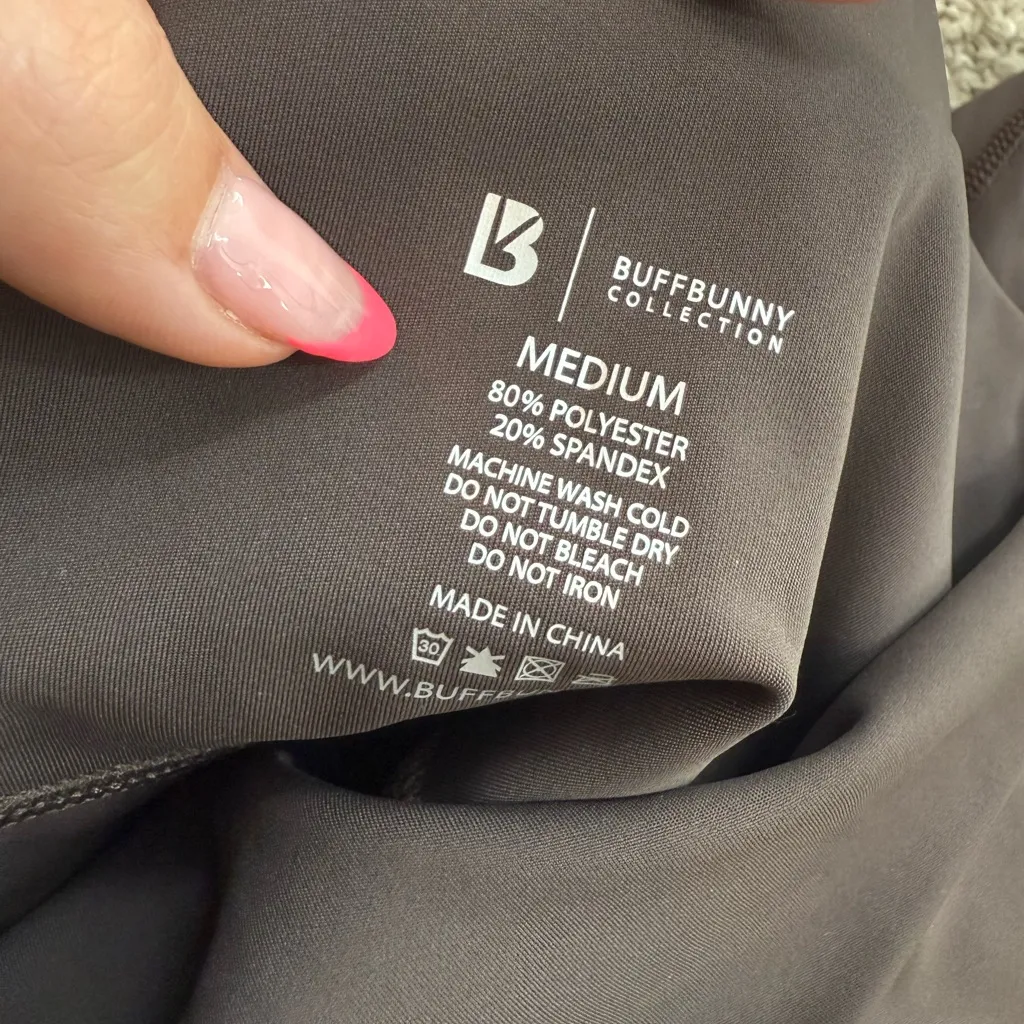 B
BUFFBUNNY
COLLECTION
MEDIUM
80% POLYESTER
20% SPANDEX
MACHINE WASH COLD
DO NOT TUMBLE DRY
DO NOT BLEACH
DO NOT IRON
MADE IN CHINA
30